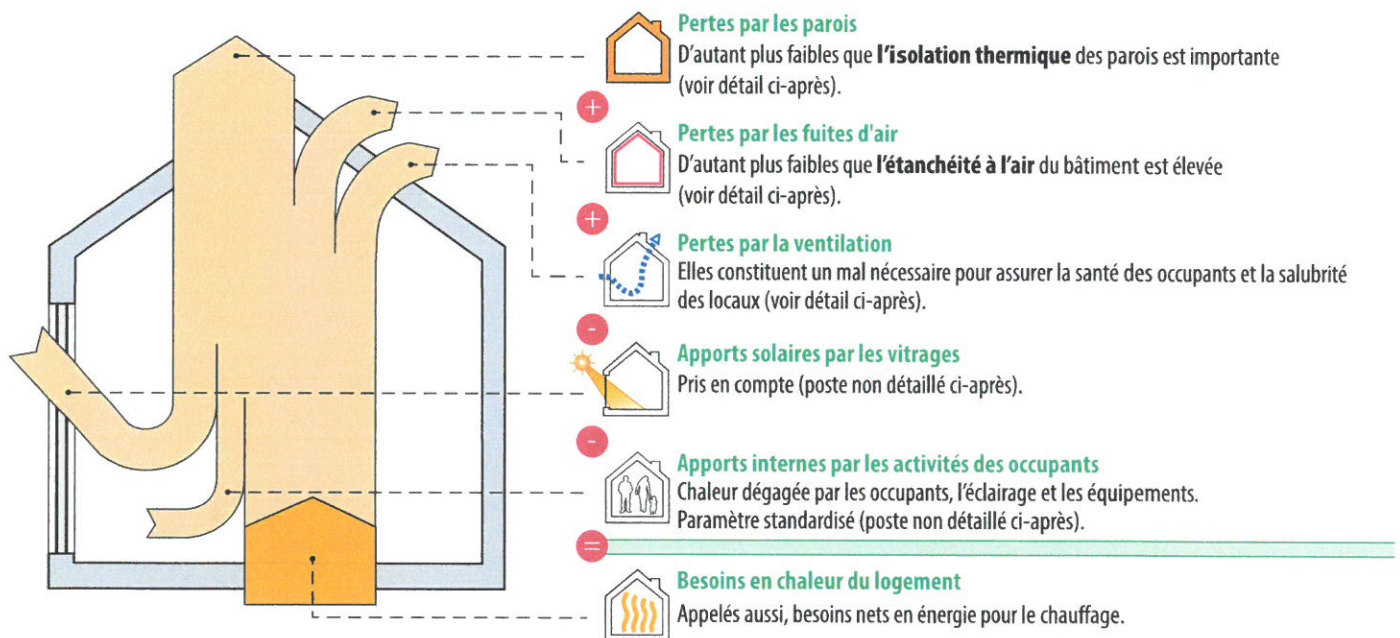 Pertes par les parois
D'autant plus faibles que l'isolation thermique des parois est importante
(voir détail ci-après).
+
Pertes par les fuites d'air
D'autant plus faibles que l'étanchéité à l'air du bâtiment est élevée
(voir détail ci-après).
+
Pertes par la ventilation
Elles constituent un mal nécessaire pour assurer la santé des occupants et la salubrité
des locaux (voir détail ci-après).
-
Apports solaires par les vitrages
Pris en compte (poste non détaillé ci-après).
-
Apports internes par les activités des occupants
Chaleur dégagée par les occupants, l'éclairage et les équipements.
Paramètre standardisé (poste non détaillé ci-après).
=
Besoins en chaleur du logement
Appelés aussi, besoins nets en énergie pour le chauffage.